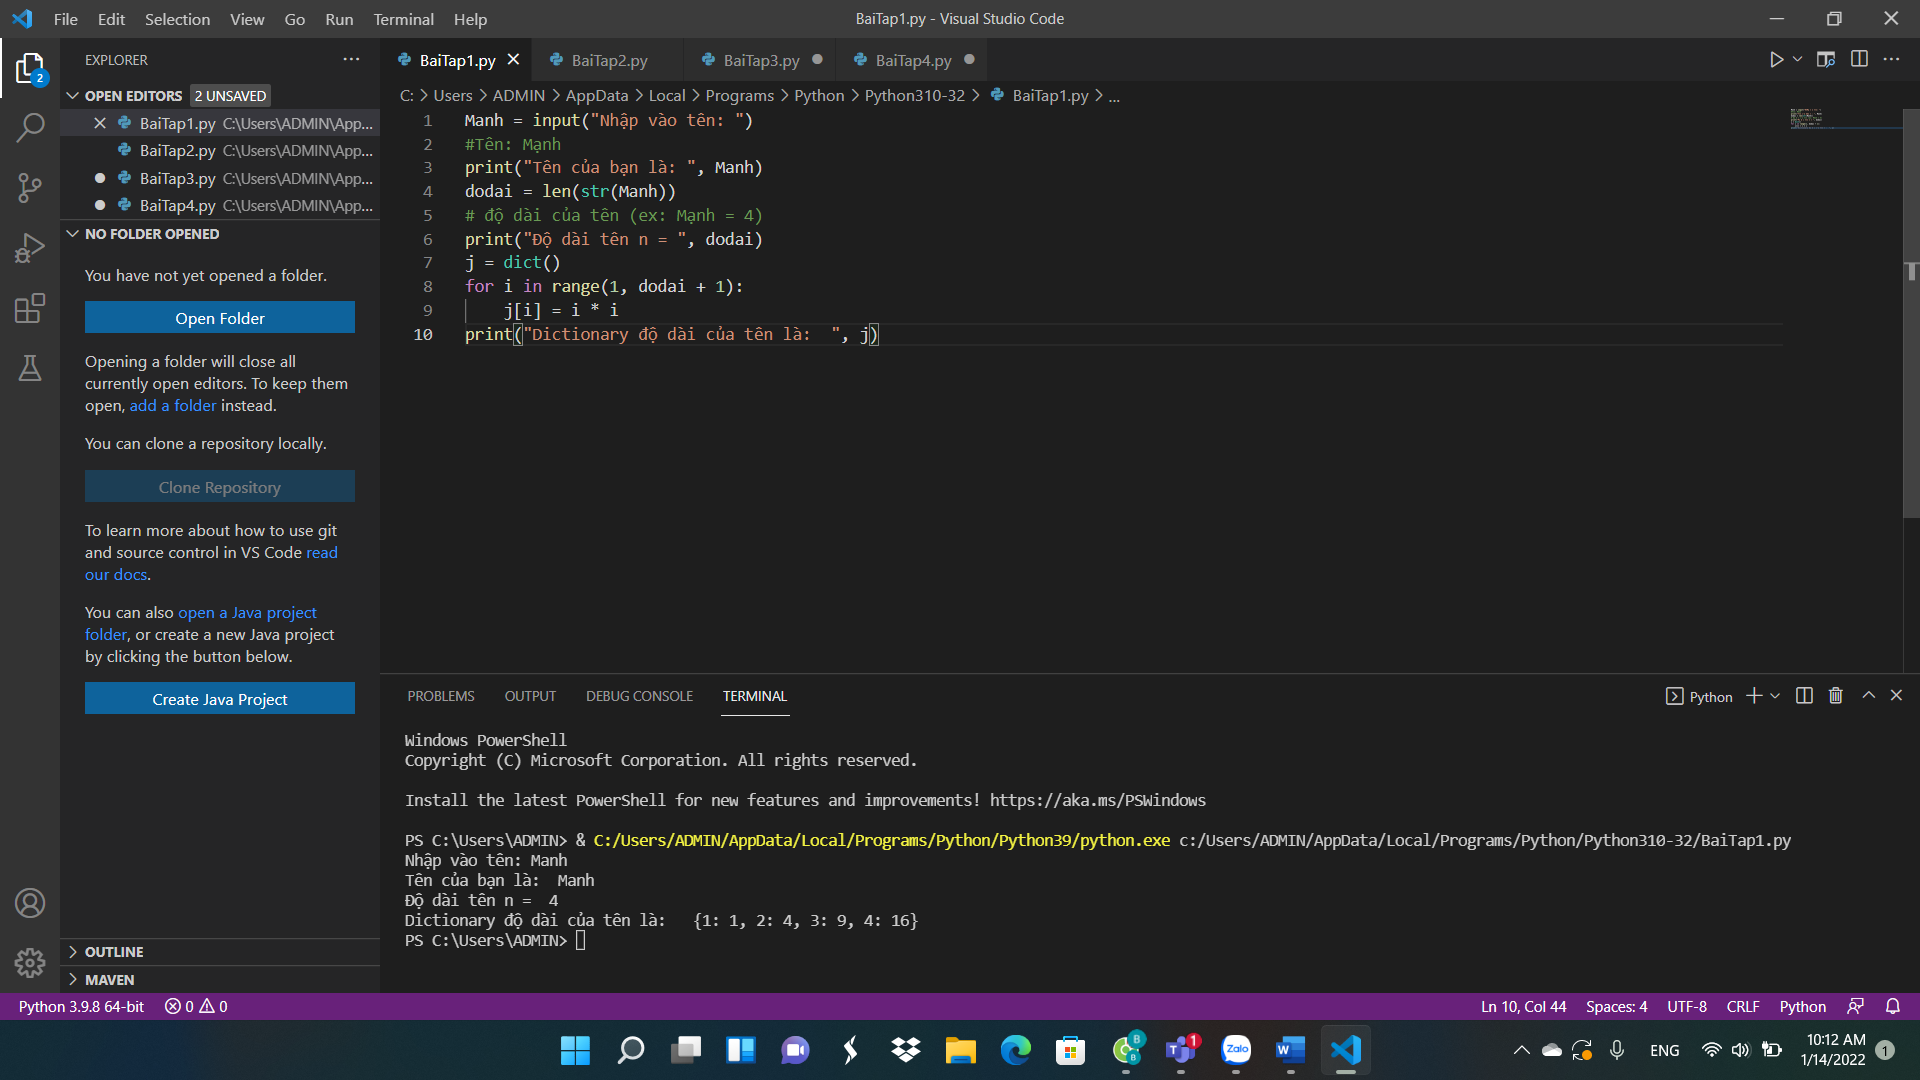 File Edit Selection View Go Run Terminal Help
BaiTap1.py - Visual Studio Code
EXPLORER
OPEN EDITORS 2 UNSAVED
BaiTap1.py C:\Users\ADMIN\App...
BaiTap2.py C:\Users\ADMIN\App...
BaiTap3.py C:\Users\ADMIN\App...
BaiTap4.py C:\Users\ADMIN\App...
NO FOLDER OPENED
You have not yet opened a folder.
Open Folder
Opening a folder will close all
currently open editors. To keep them
open, add a folder instead.
You can clone a repository locally.
Clone Repository
To learn more about how to use git
and source control in VS Code read
our docs.
You can also open a Java project
folder, or create a new Java project
by clicking the button below.
Create Java Project
OUTLINE
MAVEN
2
BaiTap1.py BaiTap2.py BaiTap3.py BaiTap4.py
C: > Users > ADMIN > AppData > Local > Programs > Python > Python310-32 > BaiTap1.py > ...
1 Manh = input("Nhập vào tên: ")
2 #Tên: Mạnh
3 print("Tên của bạn là: ", Manh)
4 dodai = len(str(Manh))
5 # độ dài của tên (ex: Mạnh = 4)
6 print("Độ dài tên n = ", dodai)
7 j = dict()
8 for i in range(1, dodai + 1):
9     j[i] = i * i
10 print("Dictionary độ dài của tên là:  ", j)
PROBLEMS OUTPUT DEBUG CONSOLE TERMINAL
Python
Windows PowerShell
Copyright (C) Microsoft Corporation. All rights reserved.
Install the latest PowerShell for new features and improvements! https://aka.ms/PSWindows
PS C:\Users\ADMIN> & C:/Users/ADMIN/AppData/Local/Programs/Python/Python39/python.exe c:/Users/ADMIN/AppData/Local/Programs/Python/Python310-32/BaiTap1.py
Nhập vào tên: Manh
Tên của bạn là:  Manh
Độ dài tên n =  4
Dictionary độ dài của tên là:   {1: 1, 2: 4, 3: 9, 4: 16}
PS C:\Users\ADMIN>
Python 3.9.8 64-bit 0 0
Ln 10, Col 44 Spaces: 4 UTF-8 CRLF Python
B B 1 Zalo W
ENG
10:12 AM
1/14/2022
1